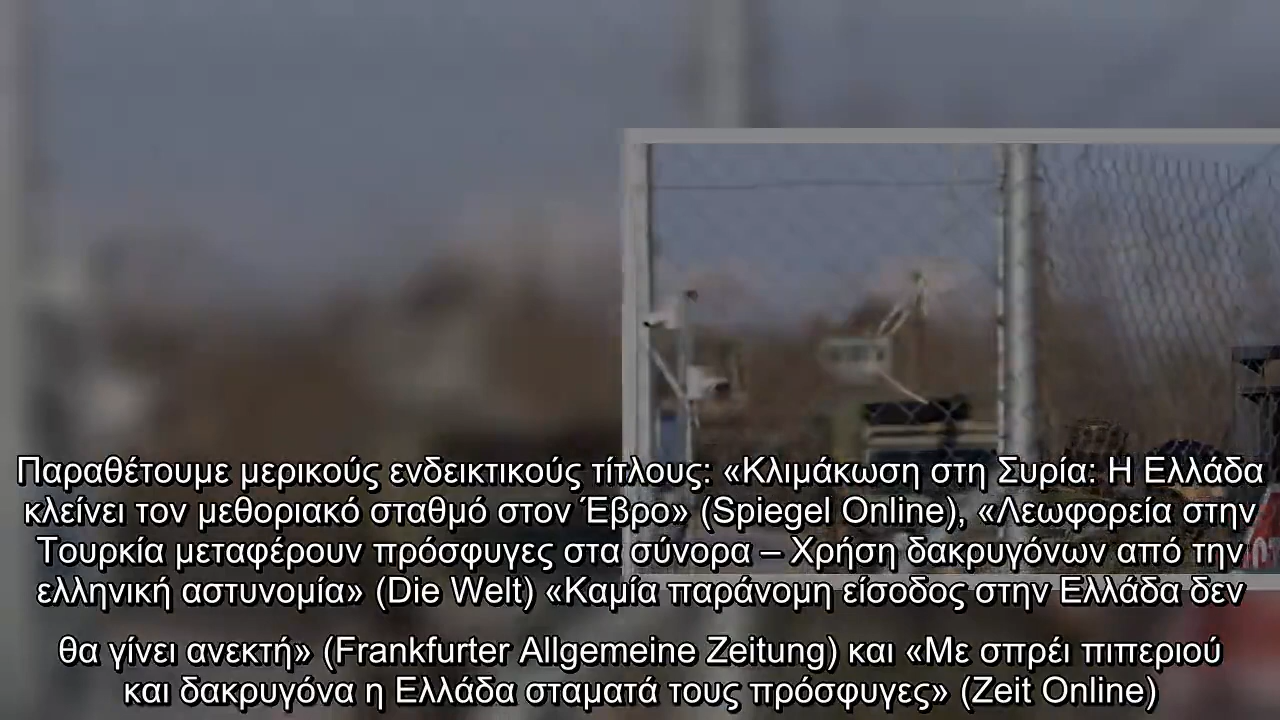 Παραθέτουμε μερικούς ενδεικτικούς τίτλους: «Κλιμάκωση στη Συρία: Η Ελλάδα
κλείνει τον μεθοριακό σταθμό στον Έβρο» (Spiegel Online), «Λεωφορεία στην
Τουρκία μεταφέρουν πρόσφυγες στα σύνορα – Χρήση δακρυγόνων από την
ελληνική αστυνομία» (Die Welt) «Καμία παράνομη είσοδος στην Ελλάδα δεν
θα γίνει ανεκτή» (Frankfurter Allgemeine Zeitung) και «Με σπρέι πιπεριού
και δακρυγόνα η Ελλάδα σταματά τους πρόσφυγες» (Zeit Online)